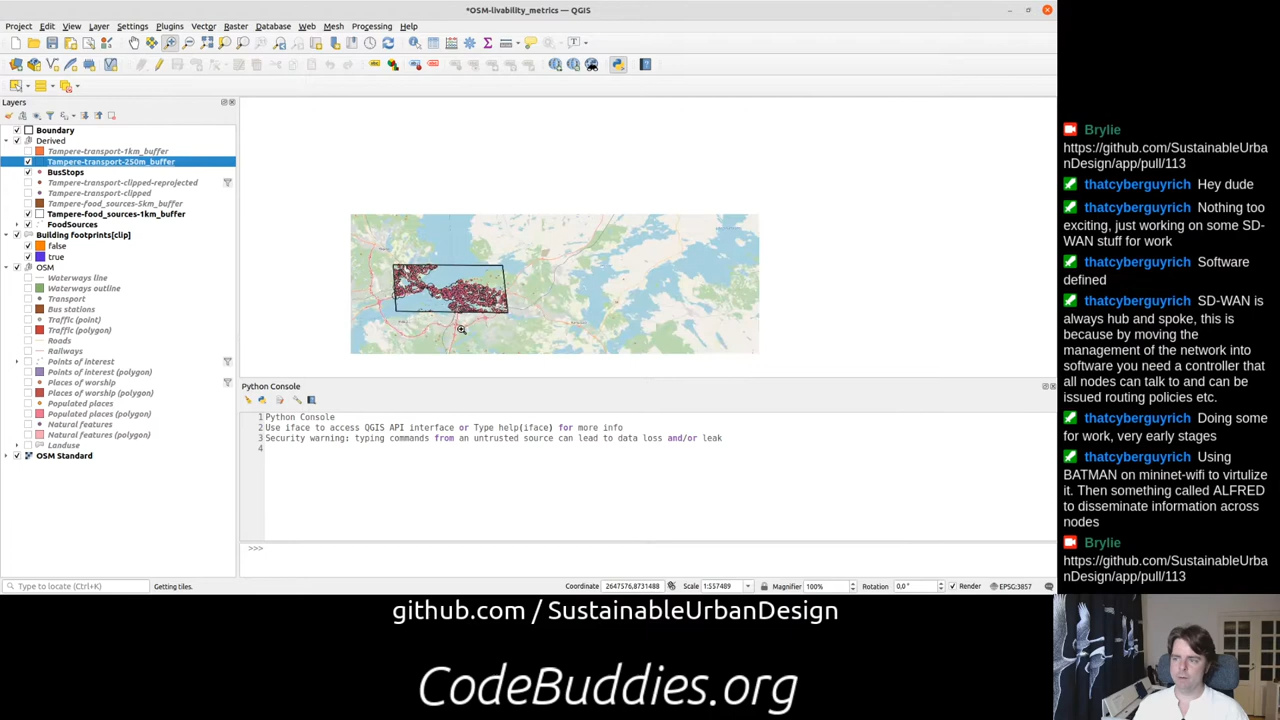 *OSM-livability_metrics — QGIS
Project Edit View Layer Settings Plugins Vector Raster Database Web Mesh Processing Help
Layers
Boundary
Derived
Tampere-transport-1km_buffer
Tampere-transport-250m_buffer
BusStops
Tampere-transport-clipped-reprojected
Tampere-transport-clipped
Tampere-food_sources-5km_buffer
Tampere-food_sources-1km_buffer
FoodSources
Building footprints[clip]
false
true
OSM
Waterways line
Waterways outline
Transport
Bus stations
Traffic (point)
Traffic (polygon)
Roads
Railways
Points of interest
Points of interest (polygon)
Places of worship
Places of worship (polygon)
Populated places
Populated places (polygon)
Natural features
Natural features (polygon)
Landuse
OSM Standard
Python Console
1 Python Console
2 Use iface to access QGIS API interface or Type help(iface) for more info
3 Security warning: typing commands from an untrusted source can lead to data loss and/or leak
4
>>>
Type to locate (Ctrl+K) Getting tiles. Coordinate 2647576,8731488 Scale 1:557489 Magnifier 100% Rotation 0,0° Render EPSG:3857
Brylie
https://github.com/SustainableUrba
nDesign/app/pull/113
thatcyberguyrich Hey dude
thatcyberguyrich Nothing too
exciting, just working on some SD-
WAN stuff for work
thatcyberguyrich Software
defined
thatcyberguyrich SD-WAN is
always hub and spoke, this is
because by moving the
management of the network into
software you need a controller that
all nodes can talk to and can be
issued routing policies etc.
thatcyberguyrich Doing some
for work, very early stages
thatcyberguyrich Using
BATMAN on mininet-wifi to virtulize
it. Then something called ALFRED
to disseminate information across
nodes
Brylie
https://github.com/SustainableUrba
nDesign/app/pull/113
github.com / SustainableUrbanDesign
CodeBuddies.org